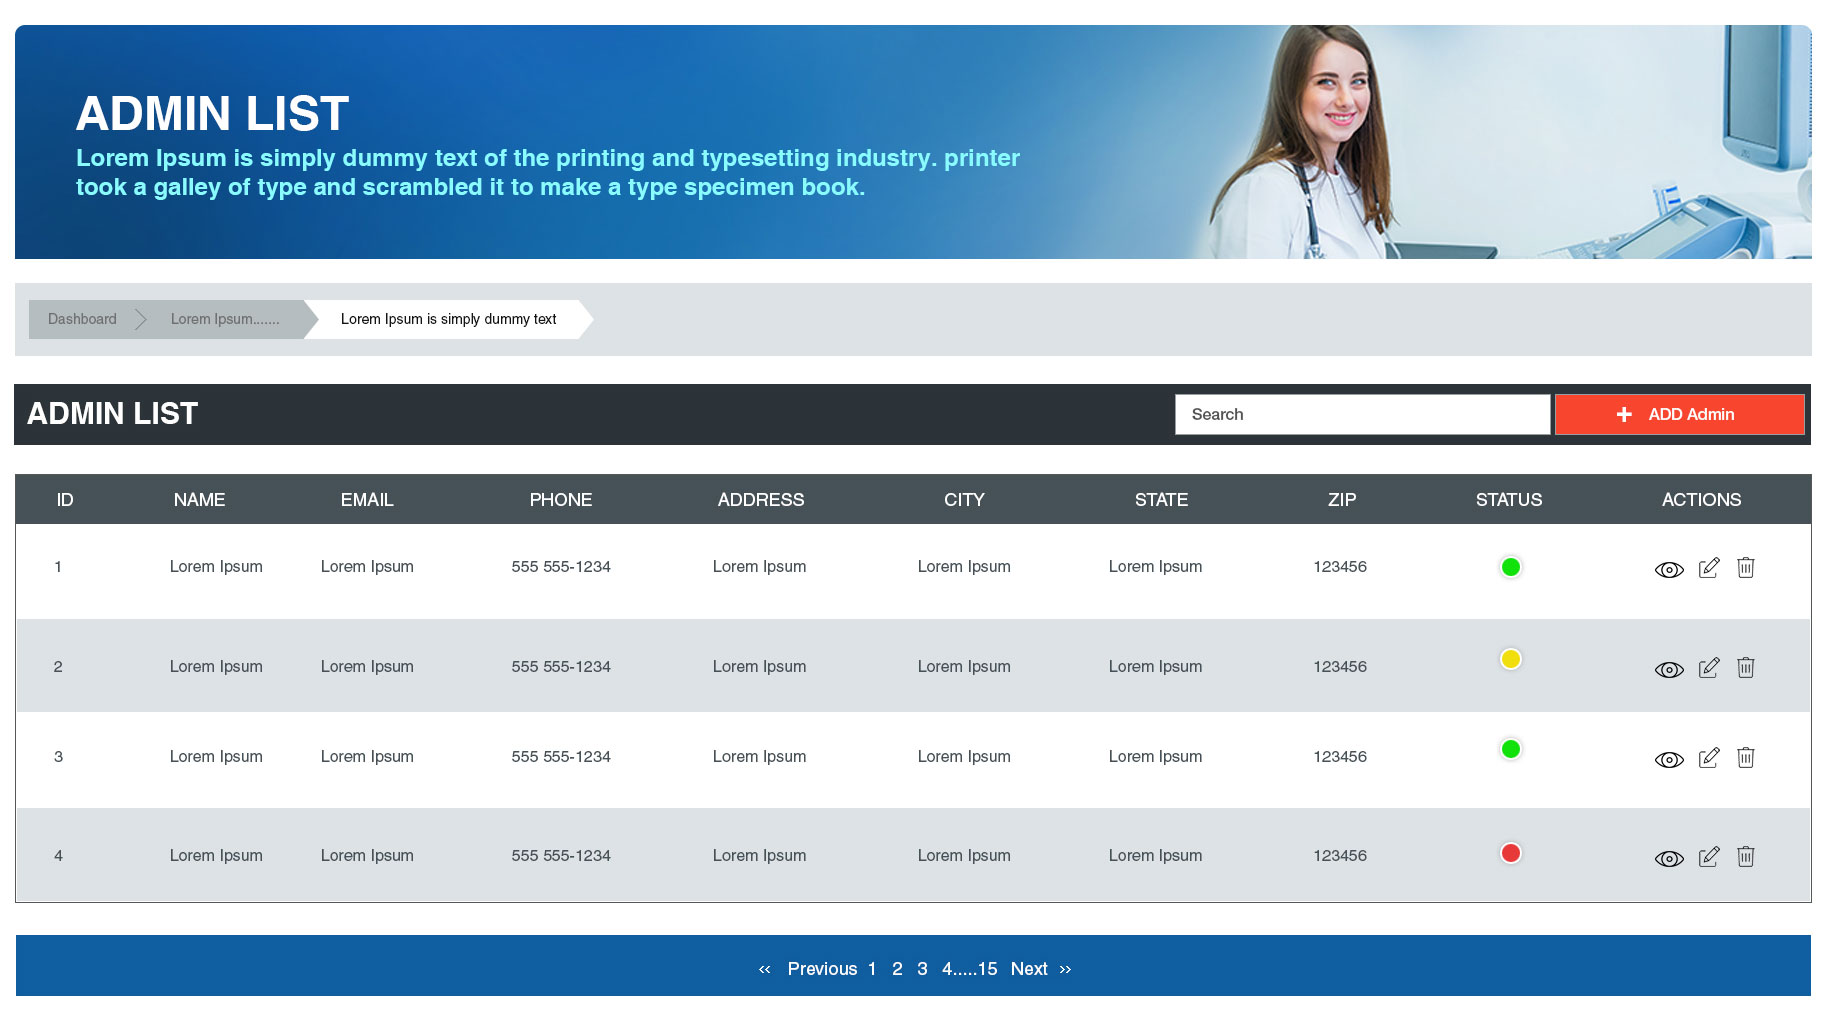 ADMIN LIST
Lorem Ipsum is simply dummy text of the printing and typesetting industry. printer
took a galley of type and scrambled it to make a type specimen book.
Dashboard Lorem Ipsum....... Lorem Ipsum is simply dummy text
ADMIN LIST Search + ADD Admin
ID NAME EMAIL PHONE ADDRESS CITY STATE ZIP STATUS ACTIONS
1 Lorem Ipsum Lorem Ipsum 555 555-1234 Lorem Ipsum Lorem Ipsum Lorem Ipsum 123456
2 Lorem Ipsum Lorem Ipsum 555 555-1234 Lorem Ipsum Lorem Ipsum Lorem Ipsum 123456
3 Lorem Ipsum Lorem Ipsum 555 555-1234 Lorem Ipsum Lorem Ipsum Lorem Ipsum 123456
4 Lorem Ipsum Lorem Ipsum 555 555-1234 Lorem Ipsum Lorem Ipsum Lorem Ipsum 123456
‹‹ Previous 1 2 3 4.....15 Next ››